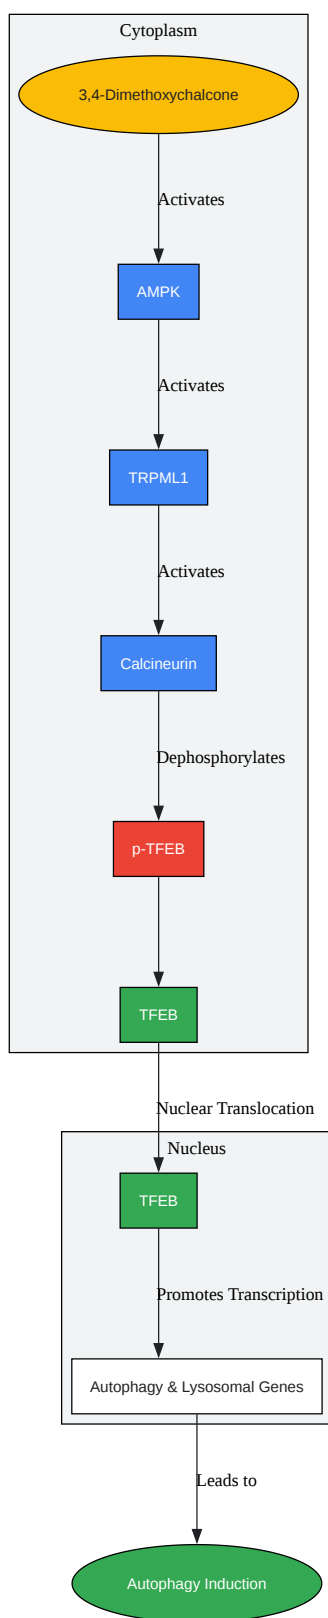 Cytoplasm
3,4-Dimethoxychalcone
Activates
AMPK
Activates
TRPML1
Activates
Calcineurin
Dephosphorylates
p-TFEB
TFEB
Nuclear Translocation
Nucleus
TFEB
Promotes Transcription
Autophagy & Lysosomal Genes
Leads to
Autophagy Induction